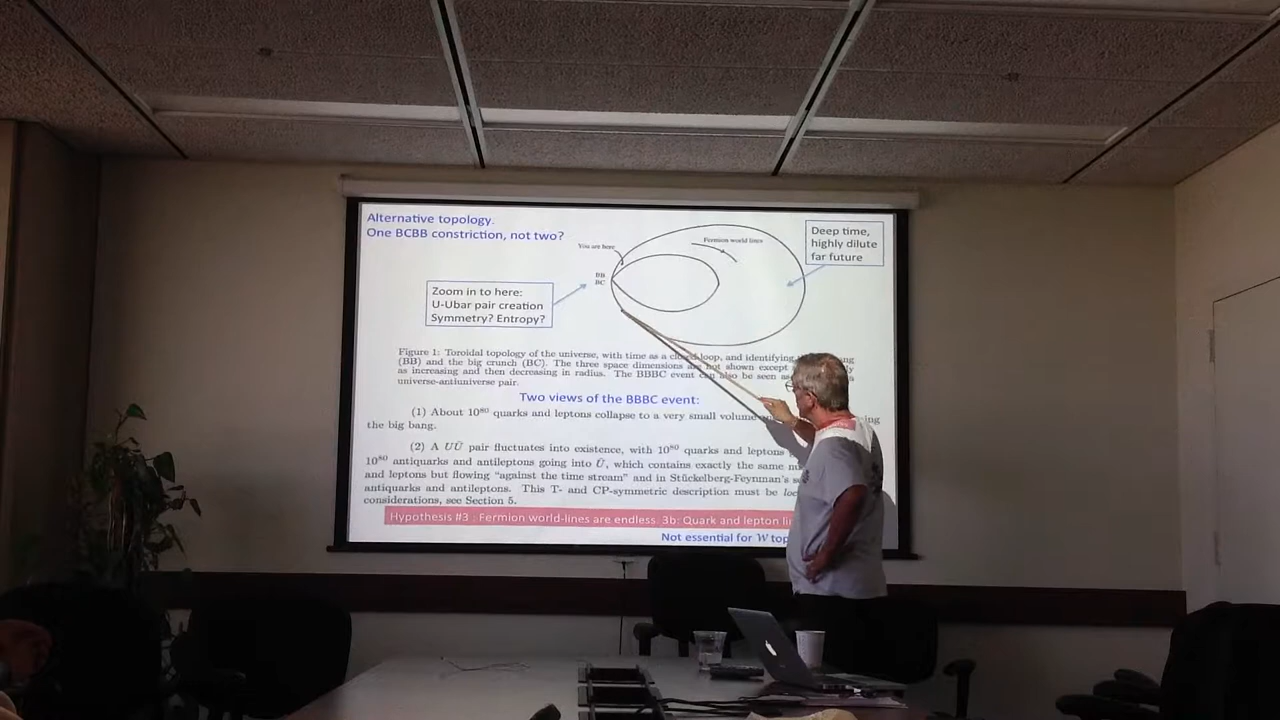 Alternative topology.
One BCBB constriction, not two?
You are here
Fermion world lines
Deep time,
highly dilute
far future
BB
BC
Zoom in to here:
U-Ubar pair creation
Symmetry? Entropy?
Figure 1: Toroidal topology of the universe, with time as a closed loop, and identifying
(BB) and the big crunch (BC). The three space dimensions are not shown except
as increasing and then decreasing in radius. The BBBC event can also be seen as a
universe-antiuniverse pair.
Two views of the BBBC event:
(1) About 10⁸⁰ quarks and leptons collapse to a very small volume
the big bang.
(2) A UŪ pair fluctuates into existence, with 10⁸⁰ quarks and leptons
10⁸⁰ antiquarks and antileptons going into Ū, which contains exactly the same
and leptons but flowing "against the time stream" and in Stückelberg-Feynman's
antiquarks and antileptons. This T- and CP-symmetric description must be
considerations, see Section 5.
Hypothesis #3 : Fermion world-lines are endless. 3b: Quark and lepton
Not essential for W